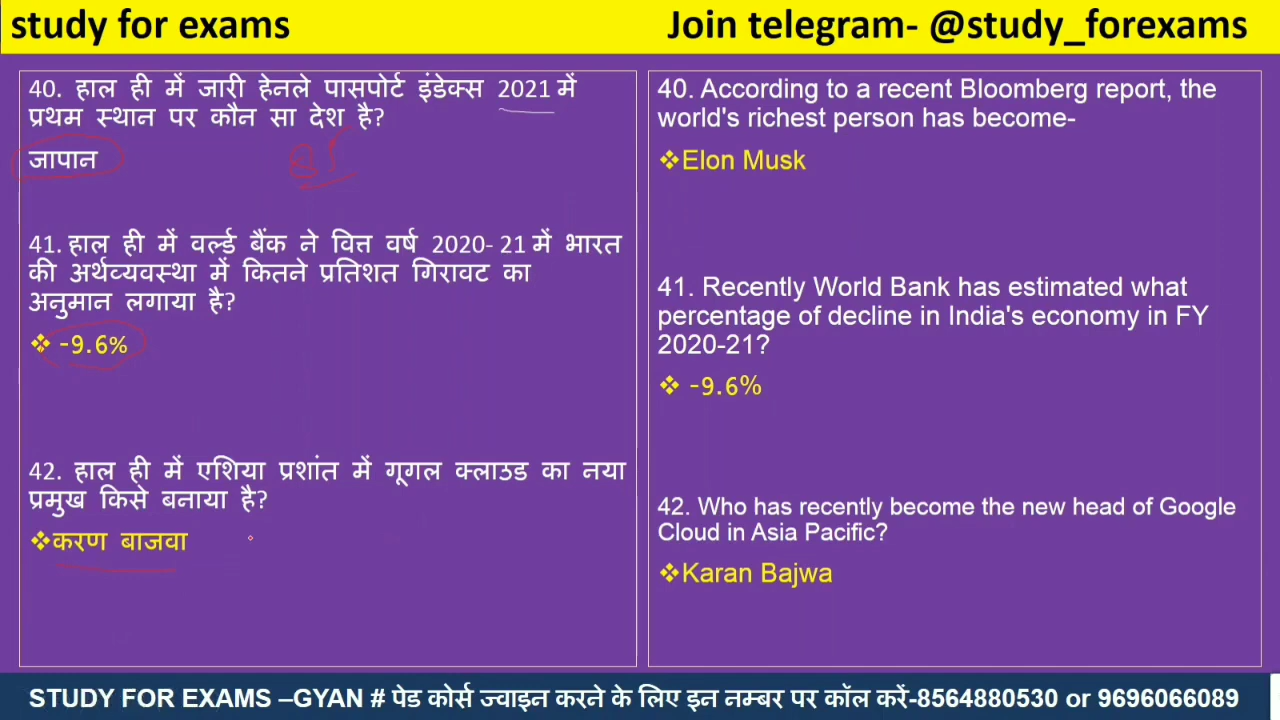 study for exams
Join telegram- @study_forexams
40. हाल ही में जारी हेनले पासपोर्ट इंडेक्स 2021 में
प्रथम स्थान पर कौन सा देश है?
जापान
41. हाल ही में वर्ल्ड बैंक ने वित्त वर्ष 2020- 21 में भारत
की अर्थव्यवस्था में कितने प्रतिशत गिरावट का
अनुमान लगाया है?
❖ -9.6%
42. हाल ही में एशिया प्रशांत में गूगल क्लाउड का नया
प्रमुख किसे बनाया है?
❖करण बाजवा
40. According to a recent Bloomberg report, the
world's richest person has become-
❖Elon Musk
41. Recently World Bank has estimated what
percentage of decline in India's economy in FY
2020-21?
❖ -9.6%
42. Who has recently become the new head of Google
Cloud in Asia Pacific?
❖Karan Bajwa
STUDY FOR EXAMS –GYAN # पेड कोर्स ज्वाइन करने के लिए इन नम्बर पर कॉल करें-8564880530 or 9696066089